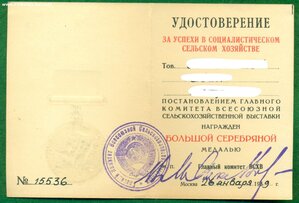 УДОСТОВЕРЕНИЕ
ЗА УСПЕХИ В СОЦИАЛИСТИЧЕСКОМ
СЕЛЬСКОМ ХОЗЯЙСТВЕ
Тов.
ПОСТАНОВЛЕНИЕМ ГЛАВНОГО
КОМИТЕТА ВСЕСОЮЗНОЙ
СЕЛЬСКОХОЗЯЙСТВЕННОЙ ВЫСТАВКИ
НАГРАЖДЕН
БОЛЬШОЙ СЕРЕБРЯНОЙ
МЕДАЛЬЮ
п. Главный комитет ВСХВ
Москва 26 января 19 г.
№ 15536